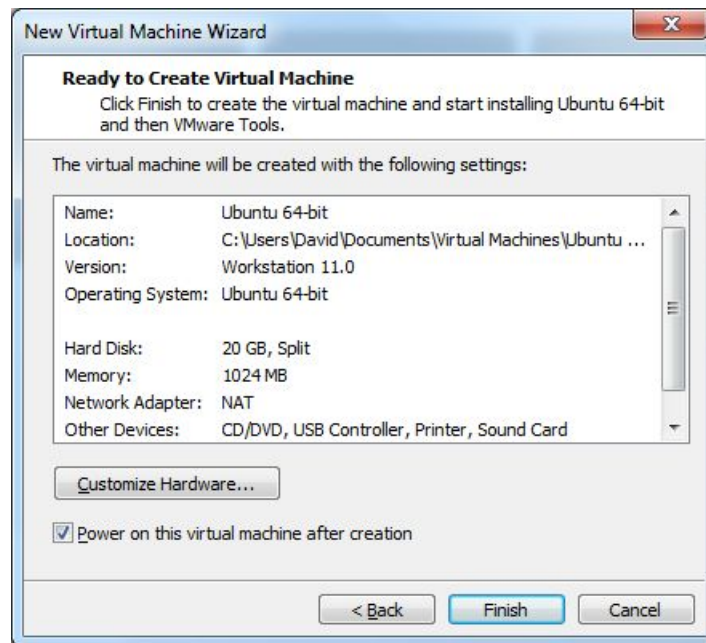 New Virtual Machine Wizard
Ready to Create Virtual Machine
Click Finish to create the virtual machine and start installing Ubuntu 64-bit
and then VMware Tools.
The virtual machine will be created with the following settings:
Name: Ubuntu 64-bit
Location: C:\Users\David\Documents\Virtual Machines\Ubuntu ...
Version: Workstation 11.0
Operating System: Ubuntu 64-bit
Hard Disk: 20 GB, Split
Memory: 1024 MB
Network Adapter: NAT
Other Devices: CD/DVD, USB Controller, Printer, Sound Card
Customize Hardware...
Power on this virtual machine after creation
< Back Finish Cancel